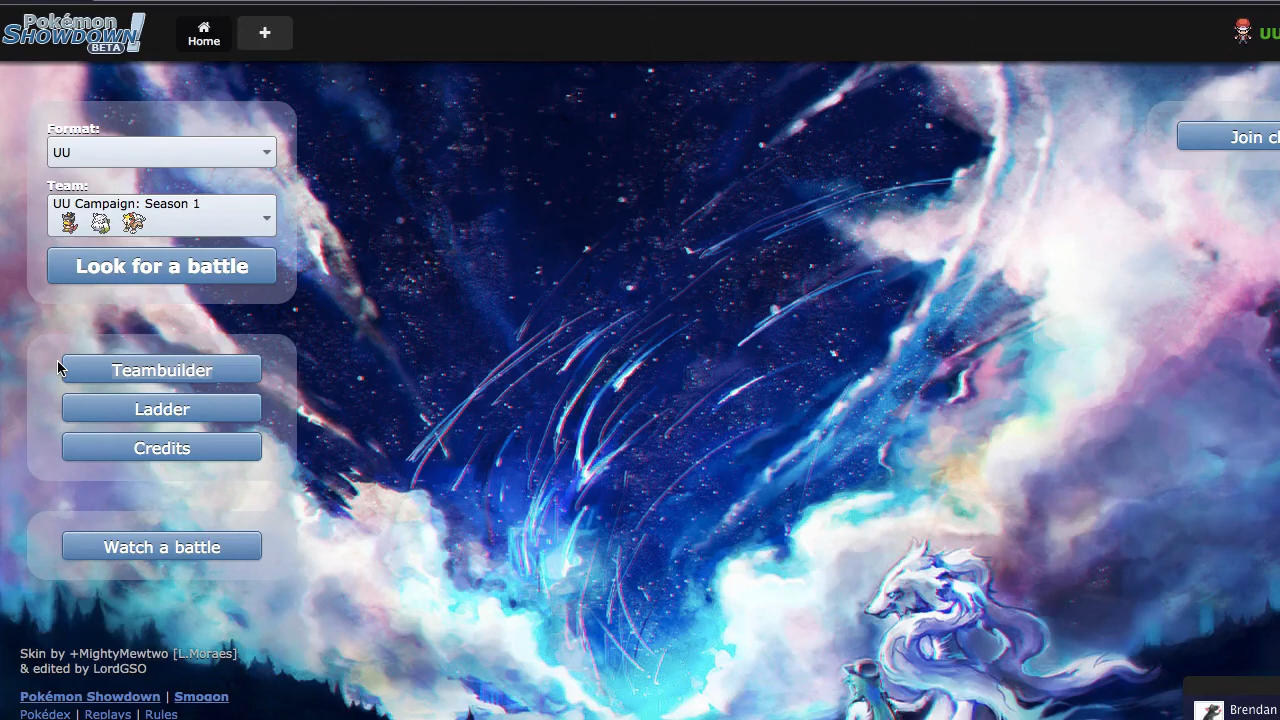 Pokémon
SHOWDOWN!
BETA
Home
+
UU
Format:
UU
Team:
UU Campaign: Season 1
Look for a battle
Join
Teambuilder
Ladder
Credits
Watch a battle
Skin by +MightyMewtwo [L.Moraes]
& edited by LordGSO
Pokémon Showdown | Smogon
Pokédex | Replays | Rules
Brendan